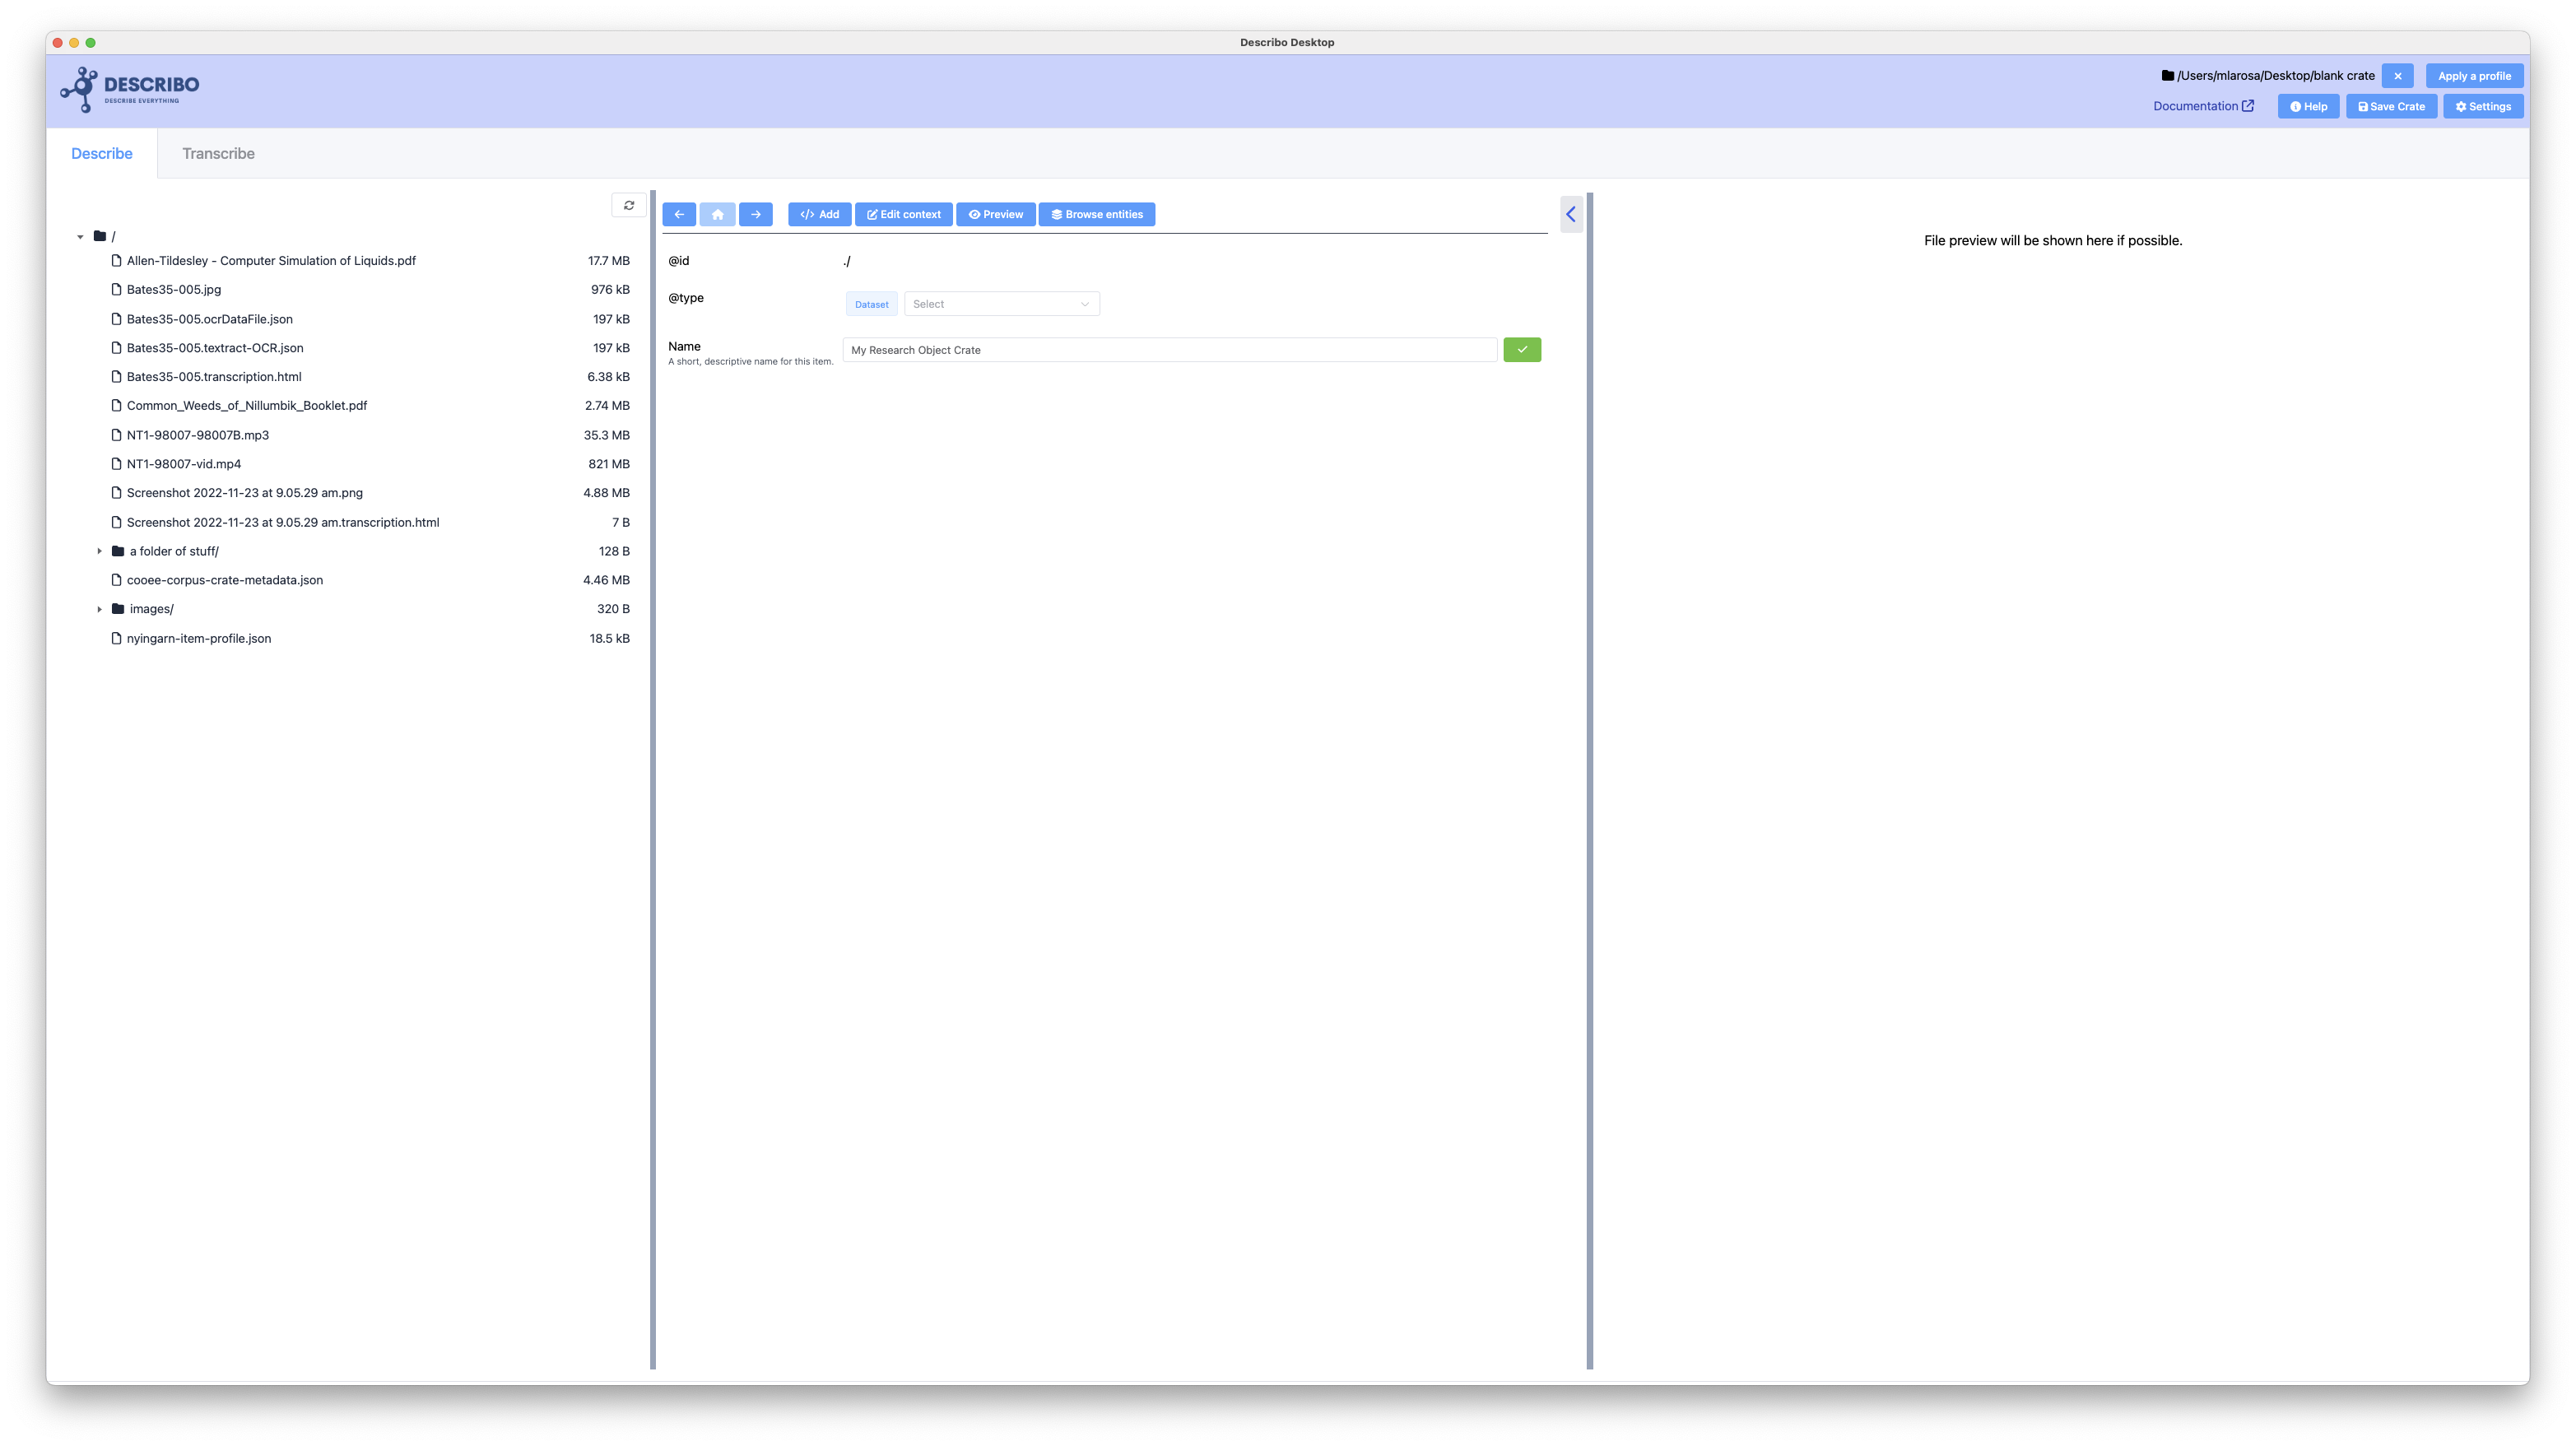 Describo Desktop
DESCRIBO
DESCRIBE EVERYTHING
/Users/mlarosa/Desktop/blank crate
Apply a profile
Documentation
Help
Save Crate
Settings
Describe
Transcribe
/
Allen-Tildesley - Computer Simulation of Liquids.pdf 17.7 MB
Bates35-005.jpg 976 kB
Bates35-005.ocrDataFile.json 197 kB
Bates35-005.textract-OCR.json 197 kB
Bates35-005.transcription.html 6.38 kB
Common_Weeds_of_Nillumbik_Booklet.pdf 2.74 MB
NT1-98007-98007B.mp3 35.3 MB
NT1-98007-vid.mp4 821 MB
Screenshot 2022-11-23 at 9.05.29 am.png 4.88 MB
Screenshot 2022-11-23 at 9.05.29 am.transcription.html 7 B
a folder of stuff/ 128 B
cooee-corpus-crate-metadata.json 4.46 MB
images/ 320 B
nyingarn-item-profile.json 18.5 kB
Add
Edit context
Preview
Browse entities
@id ./
@type Dataset Select
Name My Research Object Crate
A short, descriptive name for this item.
File preview will be shown here if possible.